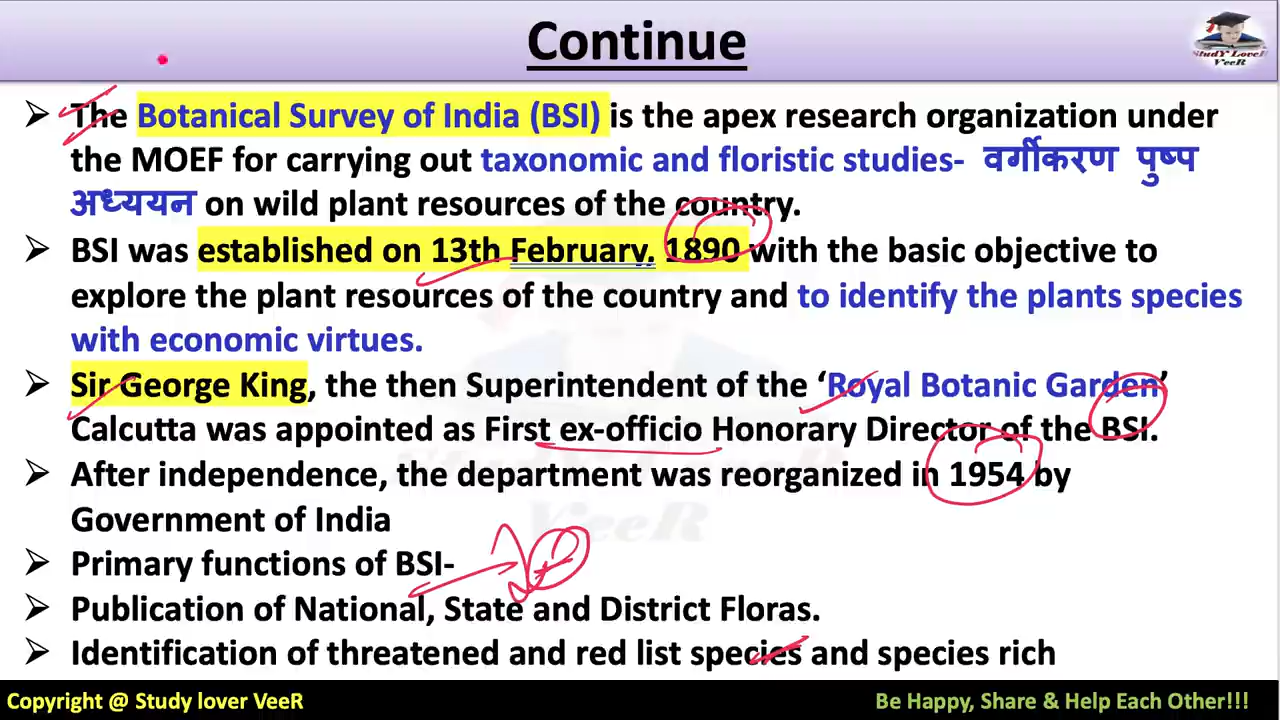 Continue
StudY LoveR
VeeR
➢ The Botanical Survey of India (BSI) is the apex research organization under
the MOEF for carrying out taxonomic and floristic studies- वर्गीकरण पुष्प
अध्ययन on wild plant resources of the country.
➢ BSI was established on 13th February, 1890 with the basic objective to
explore the plant resources of the country and to identify the plants species
with economic virtues.
➢ Sir George King, the then Superintendent of the ‘Royal Botanic Garden’
Calcutta was appointed as First ex-officio Honorary Director of the BSI.
➢ After independence, the department was reorganized in 1954 by
Government of India
➢ Primary functions of BSI-
➢ Publication of National, State and District Floras.
➢ Identification of threatened and red list species and species rich
StudY LoveR
VeeR
Copyright @ Study lover VeeR
Be Happy, Share & Help Each Other!!!